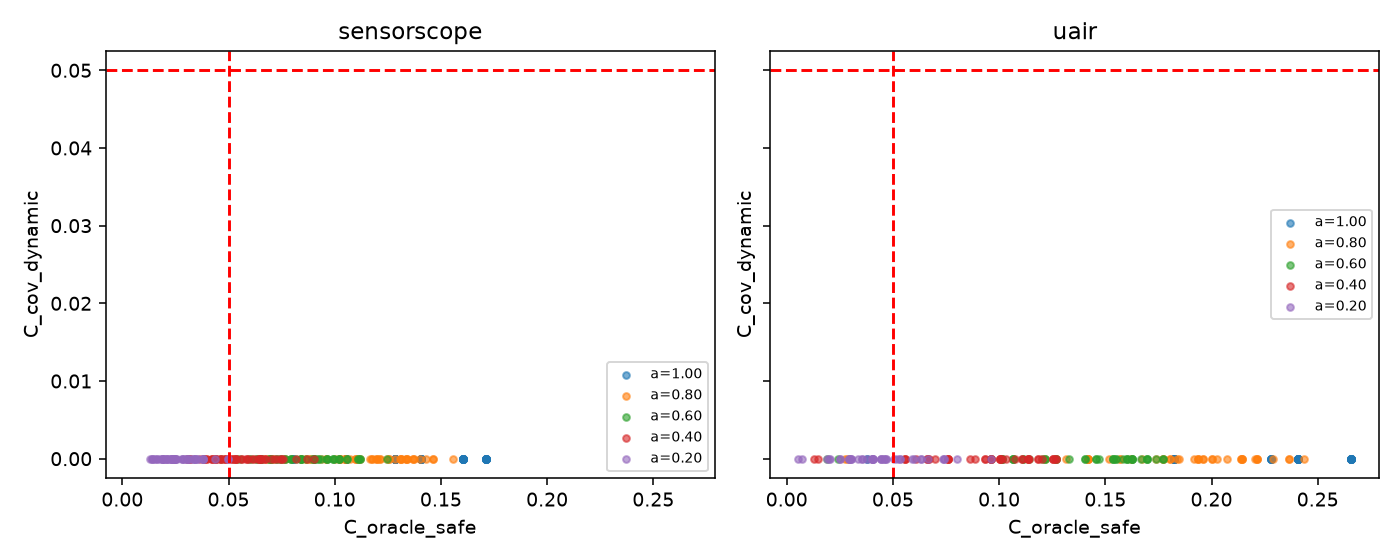 sensorscope
C_cov_dynamic
0.05
0.04
0.03
0.02
0.01
0.00
0.00
0.05
0.10
0.15
0.20
0.25
C_oracle_safe
a=1.00
a=0.80
a=0.60
a=0.40
a=0.20
uair
C_cov_dynamic
0.00
0.05
0.10
0.15
0.20
0.25
C_oracle_safe
a=1.00
a=0.80
a=0.60
a=0.40
a=0.20